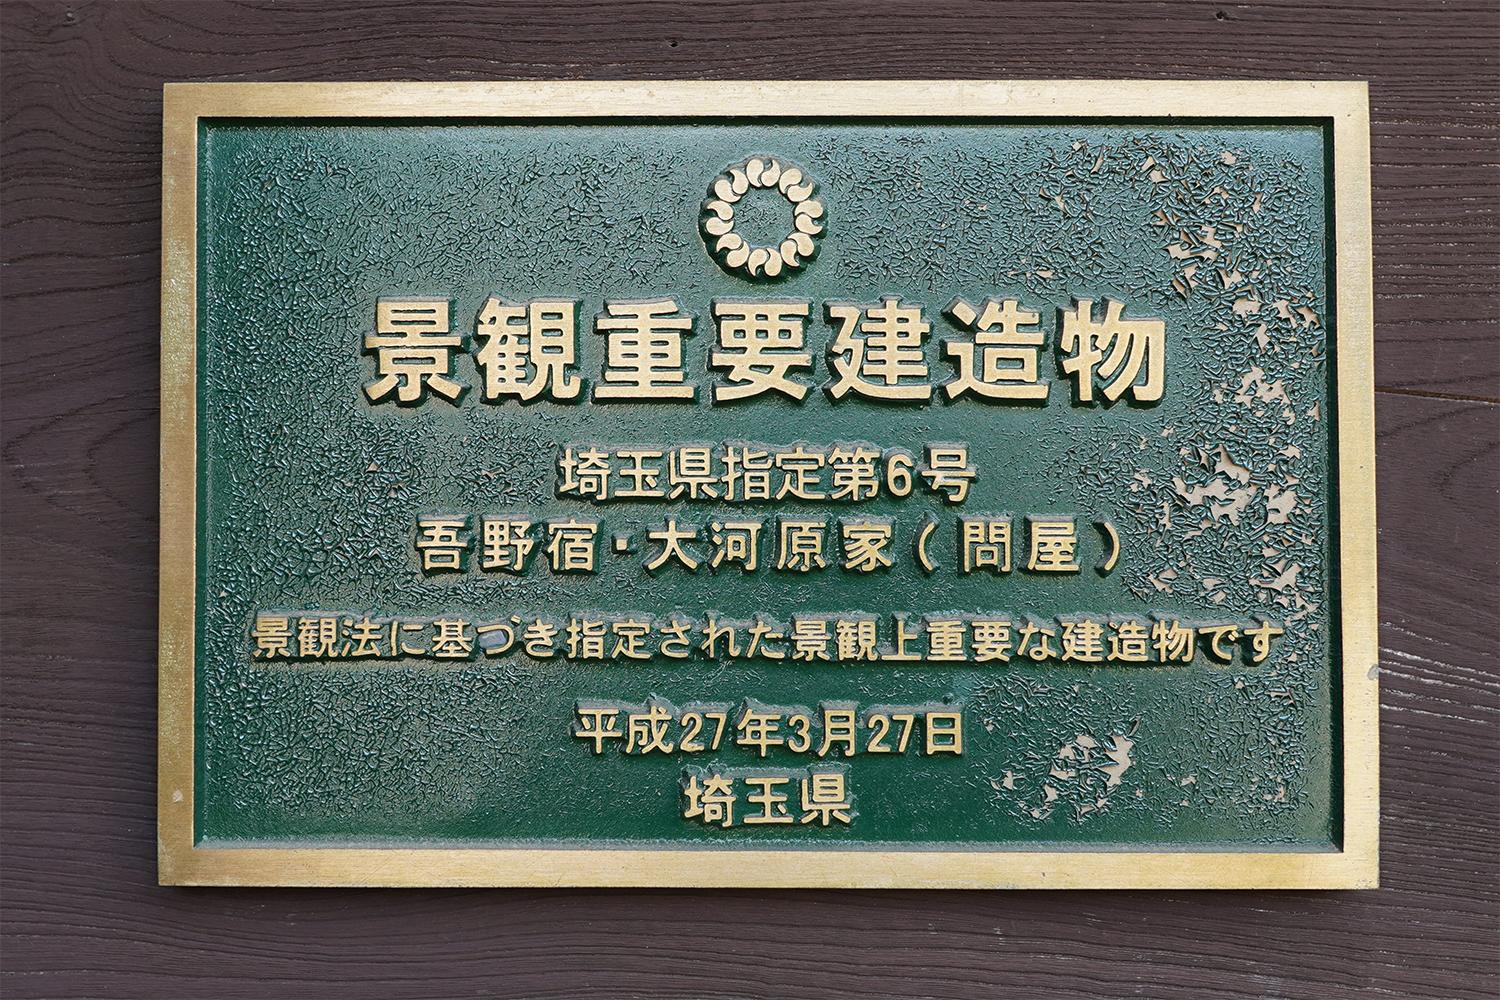 景観重要建造物
埼玉県指定第6号
吾野宿・大河原家(問屋)
景観法に基づき指定された景観上重要な建造物です
平成27年3月27日
埼玉県